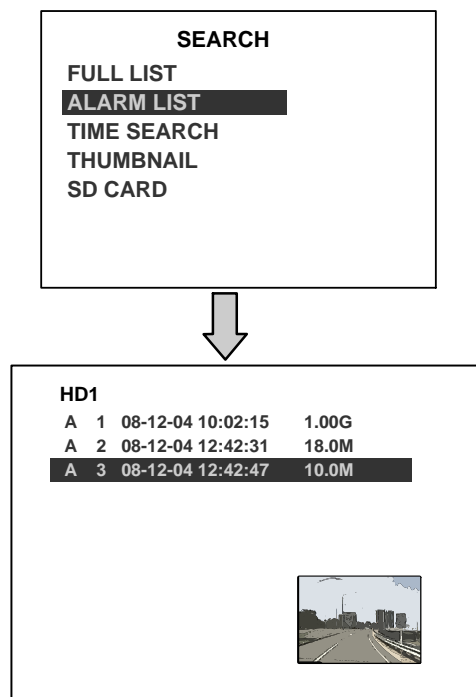 SEARCH
FULL LIST
ALARM LIST
TIME SEARCH
THUMBNAIL
SD CARD
HD1
A 1 08-12-04 10:02:15 1.00G
A 2 08-12-04 12:42:31 18.0M
A 3 08-12-04 12:42:47 10.0M